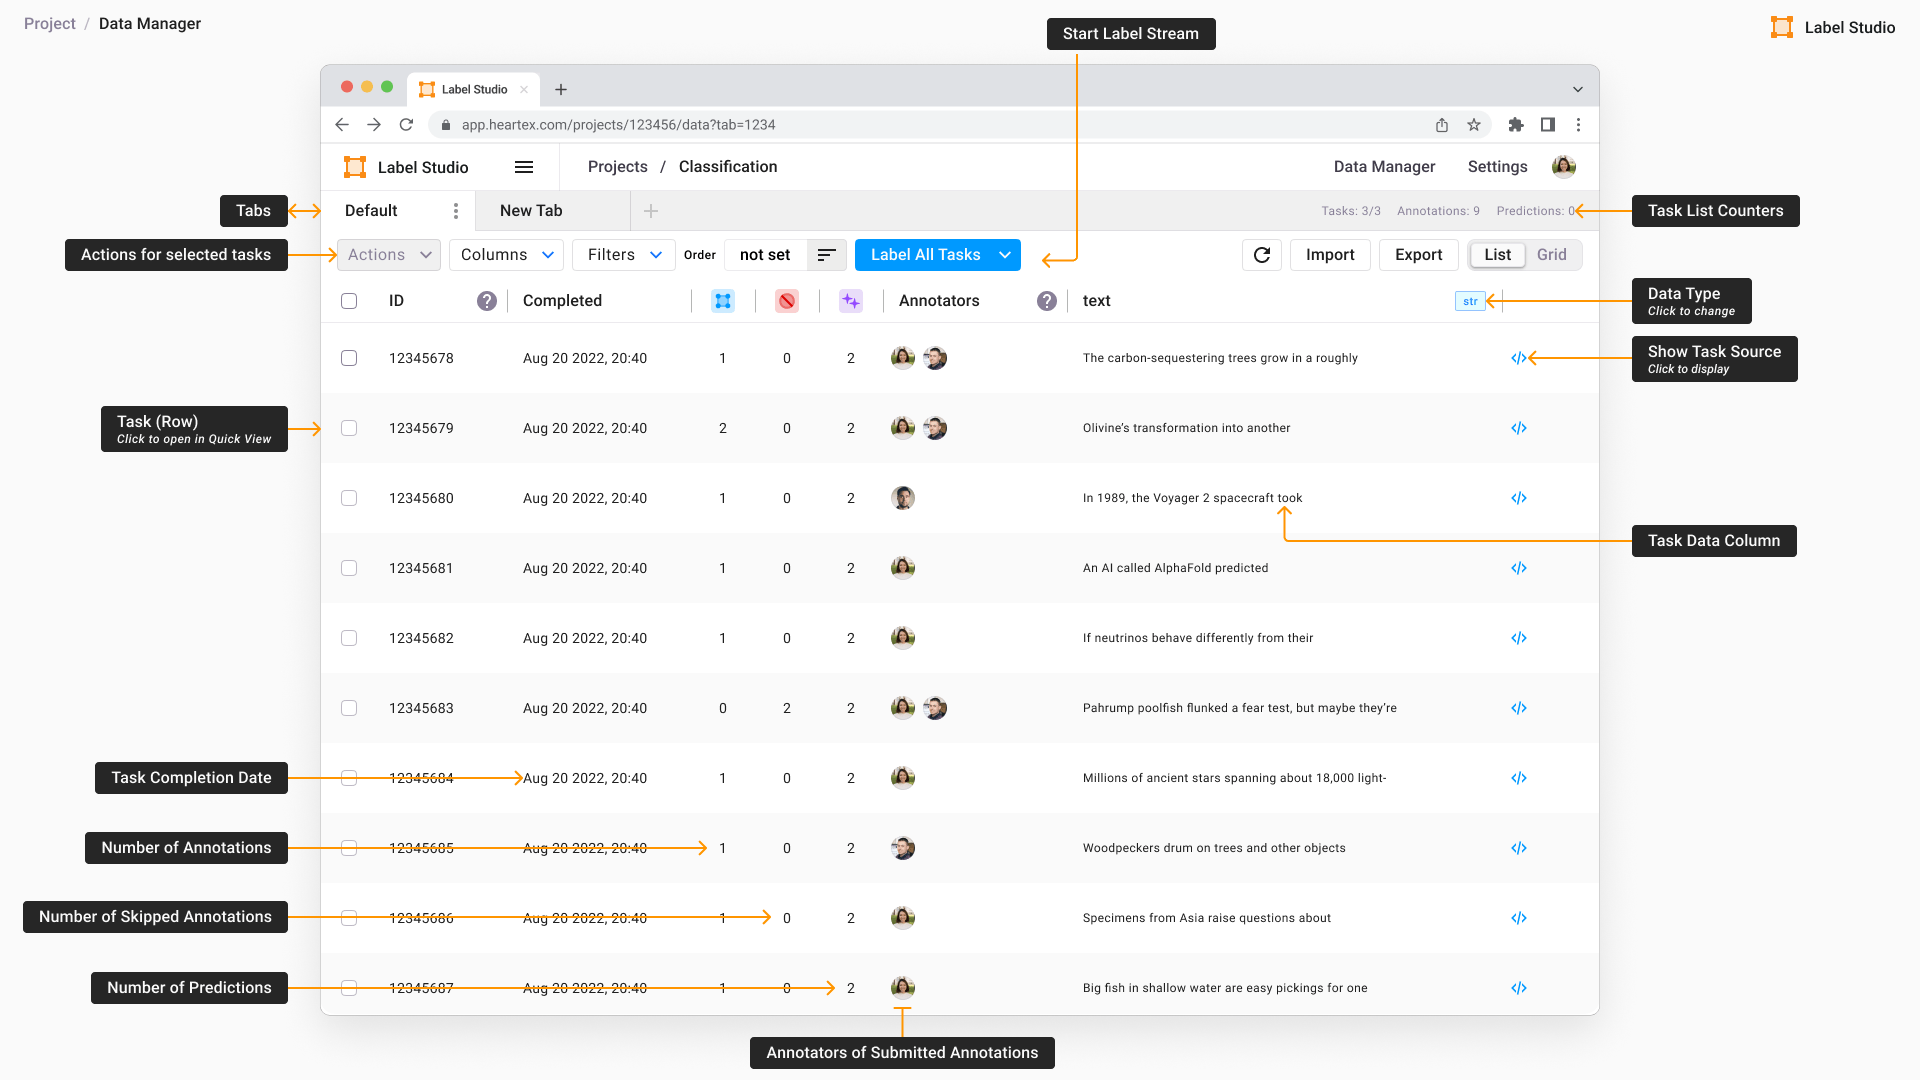 Project / Data Manager
Start Label Stream
Label Studio
Label Studio
app.heartex.com/projects/123456/data?tab=1234
Label Studio
Projects / Classification
Data Manager
Settings
Tabs
Default
New Tab
Tasks: 3/3 Annotations: 9 Predictions: 0
Task List Counters
Actions for selected tasks
Actions
Columns
Filters
Order
not set
Label All Tasks
Import
Export
List
Grid
ID
?
Completed
Annotators
?
text
str
Data Type
Click to change
12345678 Aug 20 2022, 20:40 1 0 2 The carbon-sequestering trees grow in a roughly </>
Show Task Source
Click to display
Task (Row)
Click to open in Quick View
12345679 Aug 20 2022, 20:40 2 0 2 Olivine’s transformation into another </>
12345680 Aug 20 2022, 20:40 1 0 2 In 1989, the Voyager 2 spacecraft took </>
Task Data Column
12345681 Aug 20 2022, 20:40 1 0 2 An AI called AlphaFold predicted </>
12345682 Aug 20 2022, 20:40 1 0 2 If neutrinos behave differently from their </>
12345683 Aug 20 2022, 20:40 0 2 2 Pahrump poolfish flunked a fear test, but maybe they’re </>
Task Completion Date
12345684 Aug 20 2022, 20:40 1 0 2 Millions of ancient stars spanning about 18,000 light- </>
Number of Annotations
12345685 Aug 20 2022, 20:40 1 0 2 Woodpeckers drum on trees and other objects </>
Number of Skipped Annotations
12345686 Aug 20 2022, 20:40 1 0 2 Specimens from Asia raise questions about </>
Number of Predictions
12345687 Aug 20 2022, 20:40 1 0 2 Big fish in shallow water are easy pickings for one </>
Annotators of Submitted Annotations